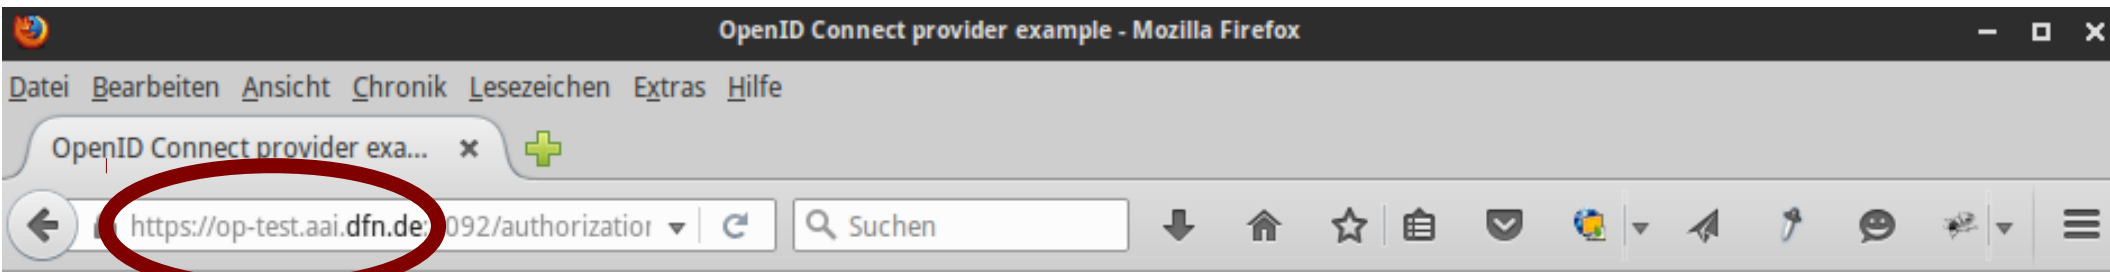 OpenID Connect provider example - Mozilla Firefox
Datei Bearbeiten Ansicht Chronik Lesezeichen Extras Hilfe
OpenID Connect provider exa...
https://op-test.aai.dfn.de: 092/authorization Suchen